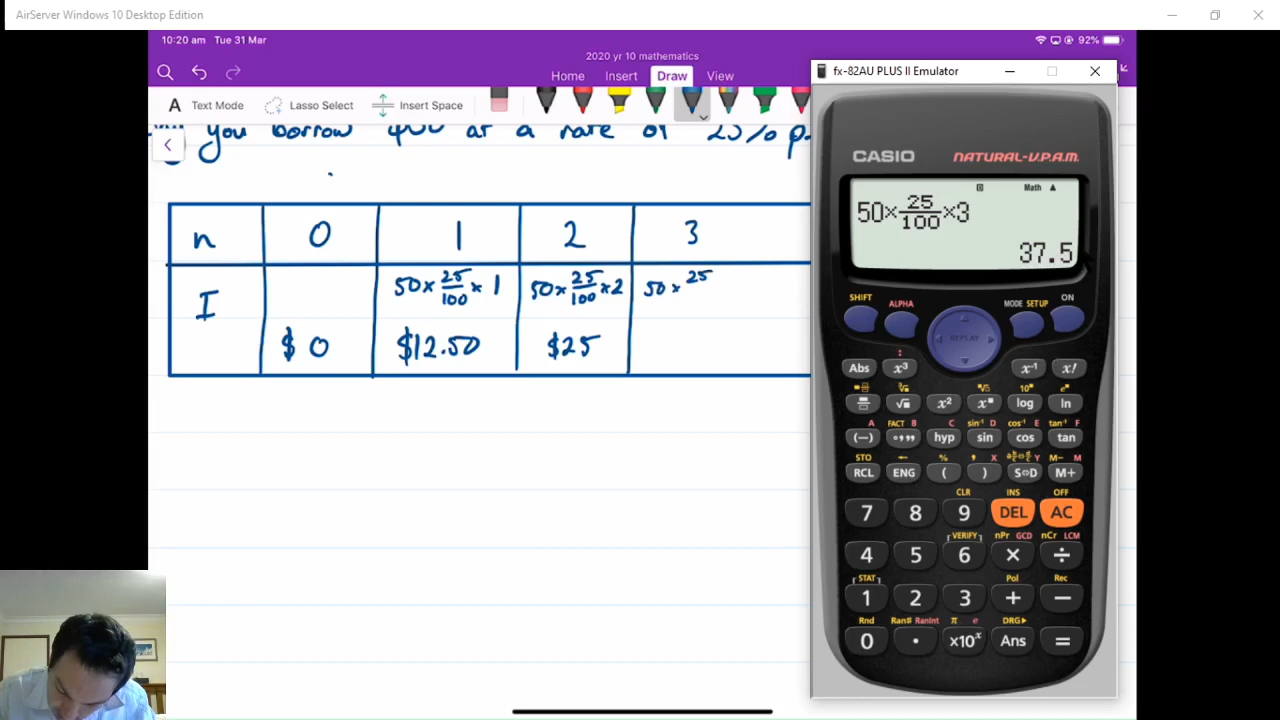 AirServer Windows 10 Desktop Edition
10:20 am Tue 31 Mar
92%
2020 yr 10 mathematics
Home Insert Draw View
A Text Mode Lasso Select Insert Space
you borrow at a rate of 25% p
n 0 1 2 3
I 50 × 25/100 × 1 50 × 25/100 × 2 50 × 25
$ 0 $12.50 $25
fx-82AU PLUS II Emulator
CASIO NATURAL-V.P.A.M.
D Math ▲
50×25/100×3
37.5
SHIFT ALPHA MODE SETUP ON
REPLAY
:
Abs x³ x⁻¹ x!
³√ ˣ√ 10ˣ eˣ
√ x² xˣ log ln
A FACT B C sin⁻¹ D cos⁻¹ E tan⁻¹ F
(−) °,,, hyp sin cos tan
STO ← % , X a b/c⇔d/c Y M− M
RCL ENG ( ) S⇔D M+
CLR INS OFF
7 8 9 DEL AC
VERIFY nPr GCD nCr LCM
4 5 6 × ÷
STAT Pol Rec
1 2 3 + −
Rnd Ran# RanInt π e DRG▶
0 • ×10ˣ Ans =